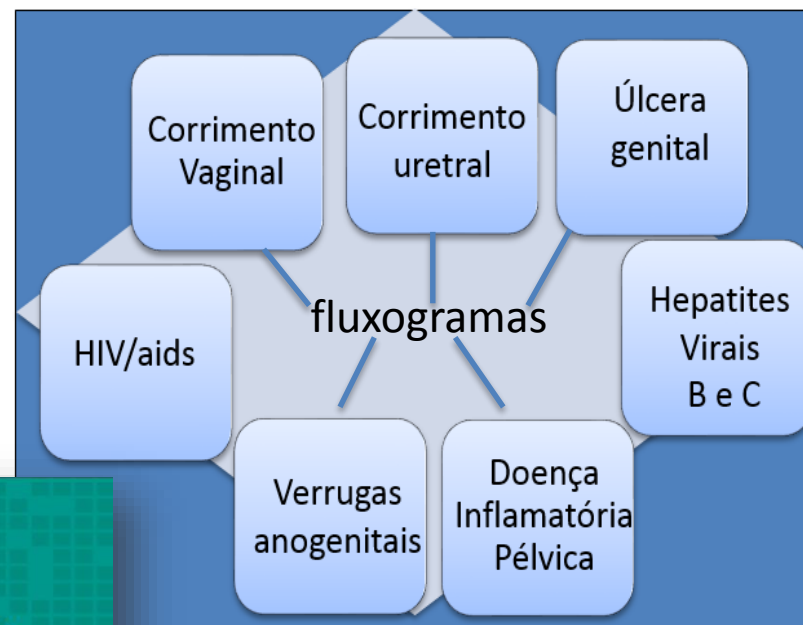 Corrimento
Vaginal
Corrimento
uretral
Úlcera
genital
HIV/aids
fluxogramas
Hepatites
Virais
B e C
Verrugas
anogenitais
Doença
Inflamatória
Pélvica